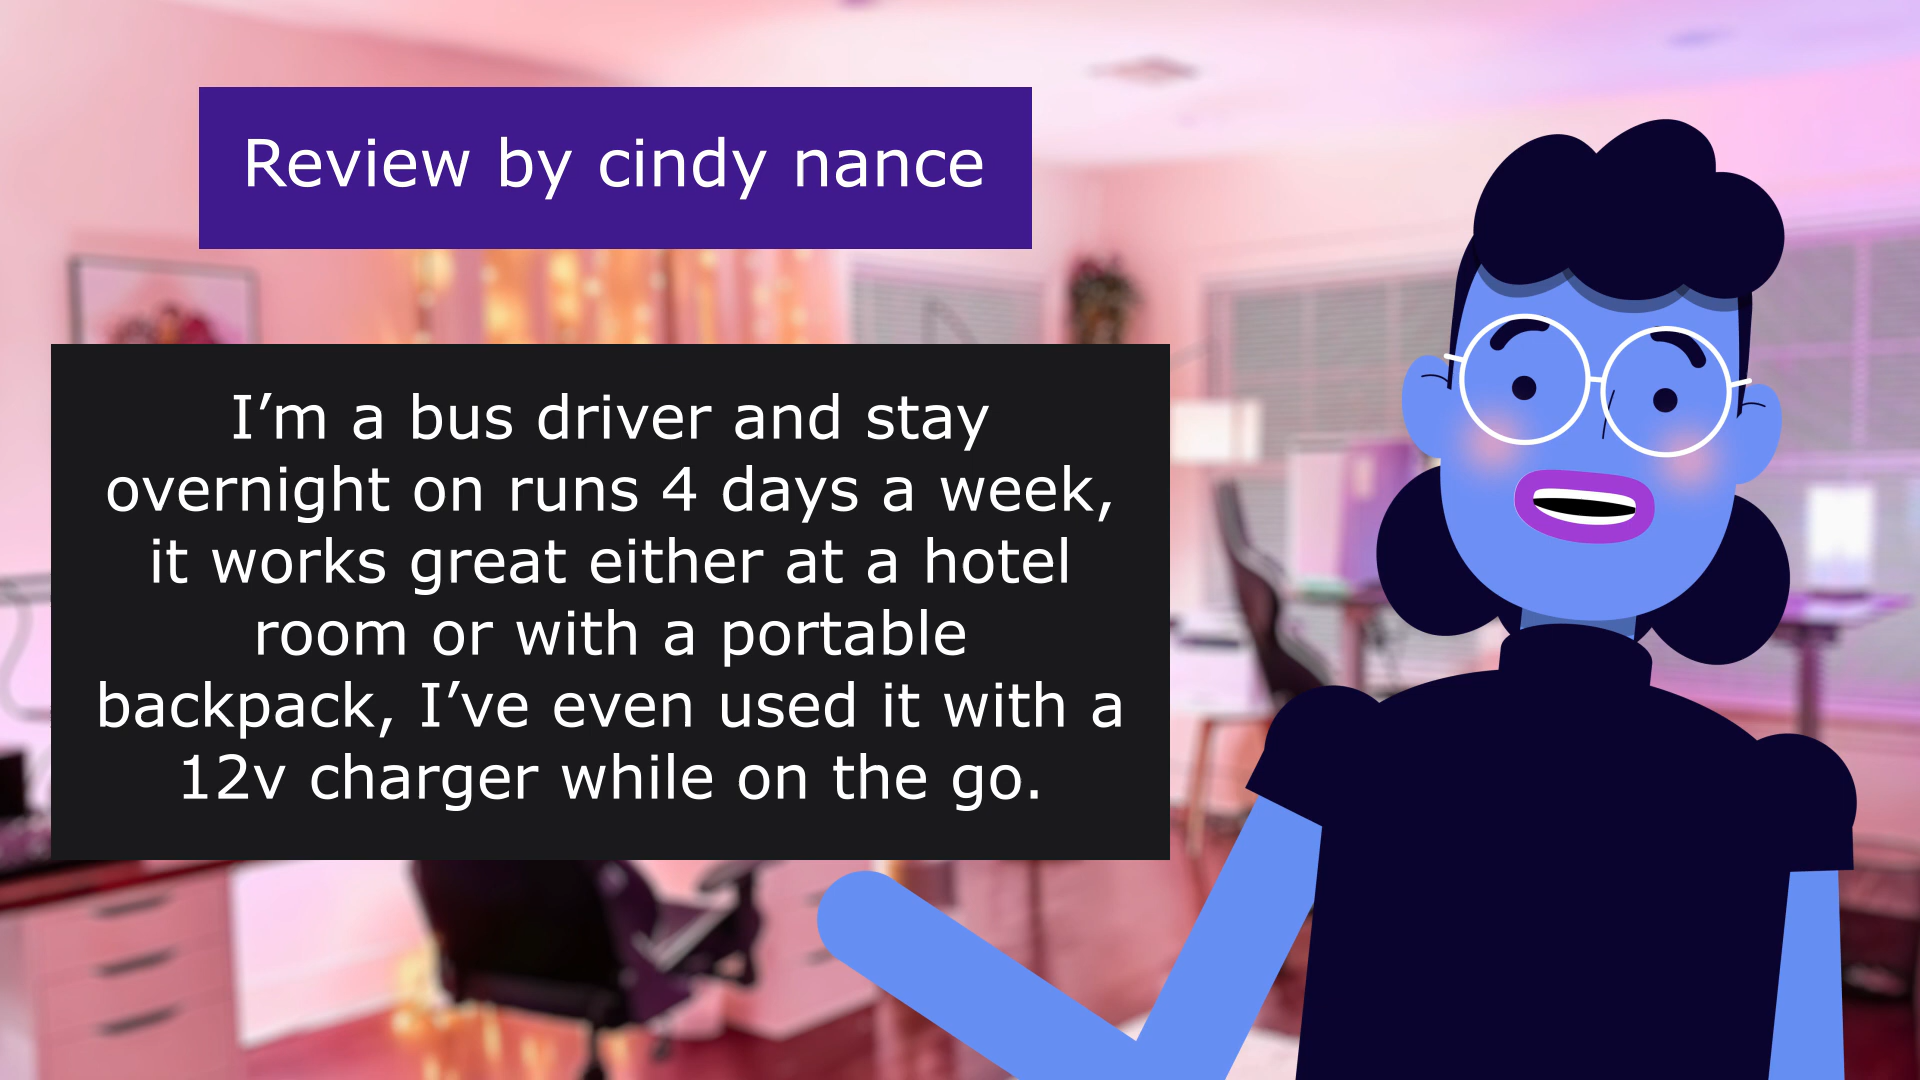 Review by cindy nance
I’m a bus driver and stay
overnight on runs 4 days a week,
it works great either at a hotel
room or with a portable
backpack, I’ve even used it with a
12v charger while on the go.